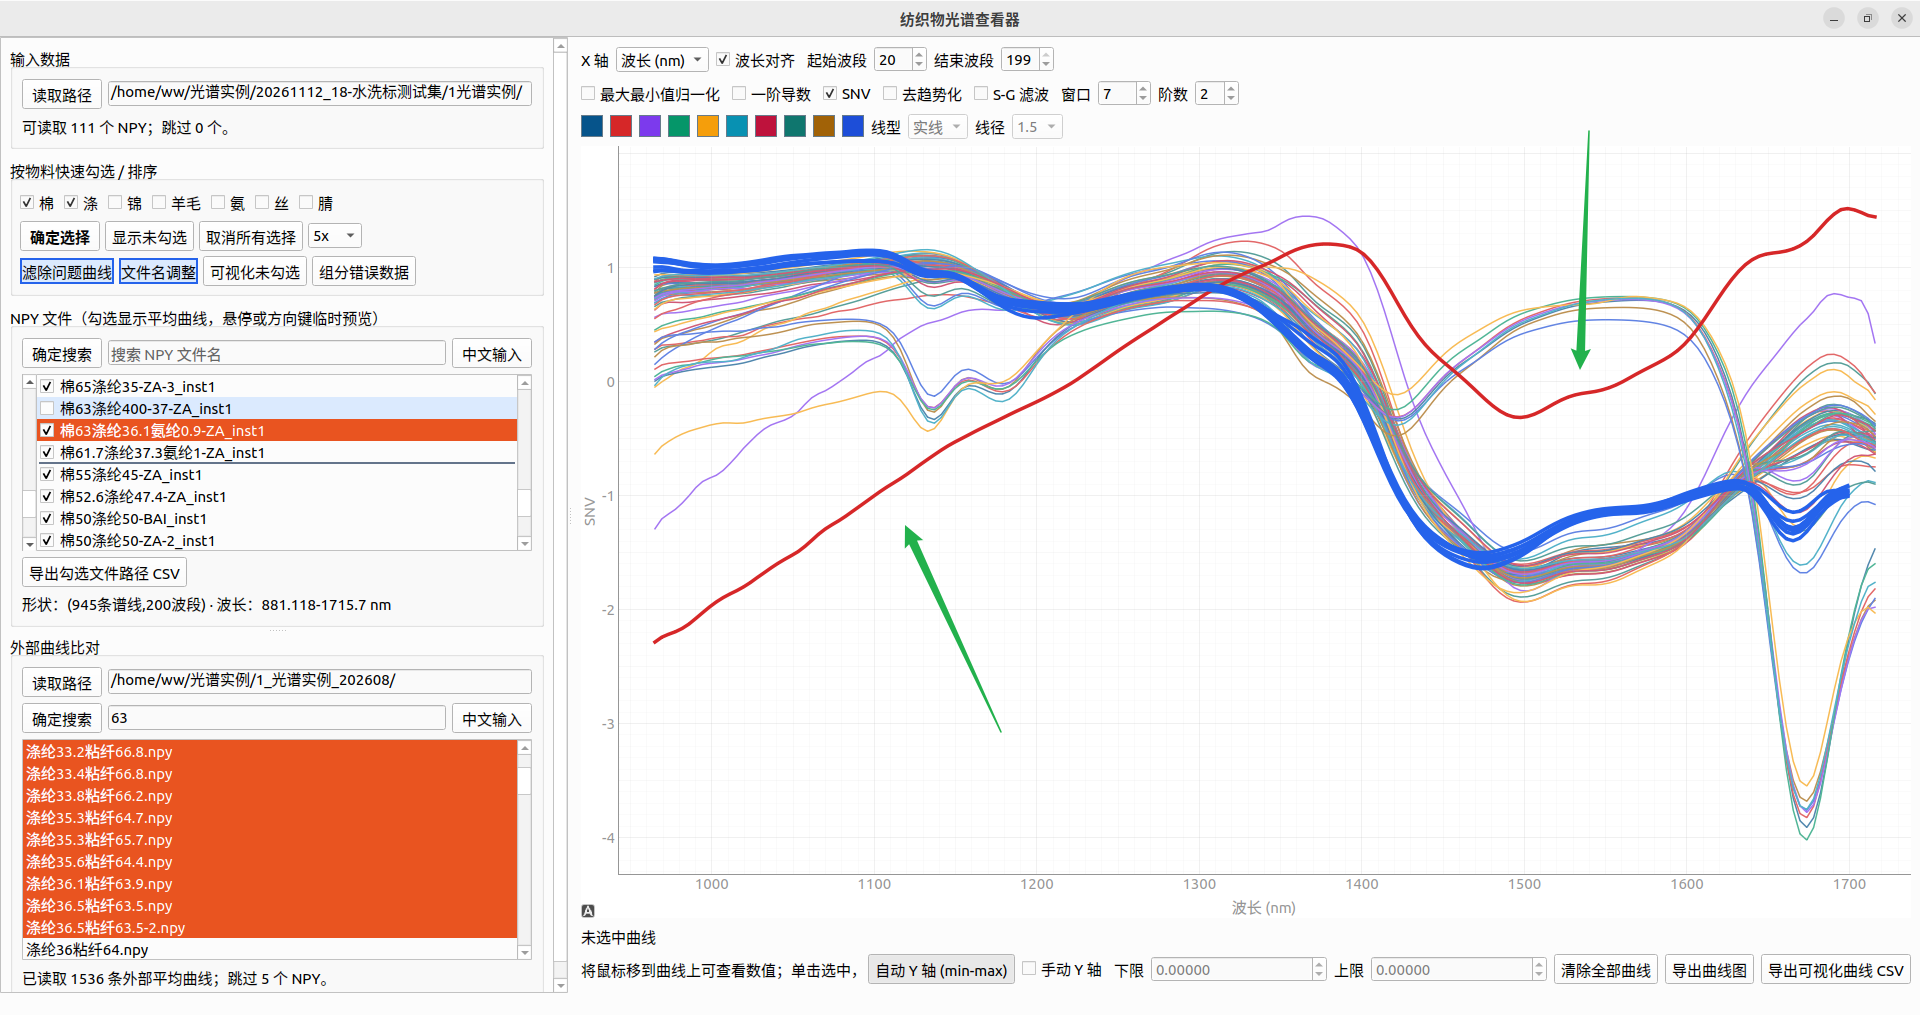 纺织物光谱查看器
输入数据
读取路径 /home/ww/光谱实例/20261112_18-水洗标测试集/1光谱实例/
可读取 111 个 NPY；跳过 0 个。
按物料快速勾选 / 排序
棉 涤 锦 羊毛 氨 丝 腈
确定选择 显示未勾选 取消所有选择 5x
滤除问题曲线 文件名调整 可视化未勾选 组分错误数据
NPY 文件（勾选显示平均曲线，悬停或方向键临时预览）
确定搜索 搜索 NPY 文件名 中文输入
棉65涤纶35-ZA-3_inst1
棉63涤纶400-37-ZA_inst1
棉63涤纶36.1氨纶0.9-ZA_inst1
棉61.7涤纶37.3氨纶1-ZA_inst1
棉55涤纶45-ZA_inst1
棉52.6涤纶47.4-ZA_inst1
棉50涤纶50-BAI_inst1
棉50涤纶50-ZA-2_inst1
导出勾选文件路径 CSV
形状：(945条谱线,200波段) · 波长：881.118-1715.7 nm
外部曲线比对
读取路径 /home/ww/光谱实例/1_光谱实例_202608/
确定搜索 63 中文输入
涤纶33.2粘纤66.8.npy
涤纶33.4粘纤66.8.npy
涤纶33.8粘纤66.2.npy
涤纶35.3粘纤64.7.npy
涤纶35.3粘纤65.7.npy
涤纶35.6粘纤64.4.npy
涤纶36.1粘纤63.9.npy
涤纶36.5粘纤63.5.npy
涤纶36.5粘纤63.5-2.npy
涤纶36粘纤64.npy
已读取 1536 条外部平均曲线；跳过 5 个 NPY。
X 轴 波长 (nm) 波长对齐 起始波段 20 结束波段 199
最大最小值归一化 一阶导数 SNV 去趋势化 S-G 滤波 窗口 7 阶数 2
线型 实线 线径 1.5
1
0
-1
-2
-3
-4
SNV
1000 1100 1200 1300 1400 1500 1600 1700
波长 (nm)
A
未选中曲线
将鼠标移到曲线上可查看数值；单击选中， 自动 Y 轴 (min-max) 手动 Y 轴 下限 0.00000 上限 0.00000 清除全部曲线 导出曲线图 导出可视化曲线 CSV